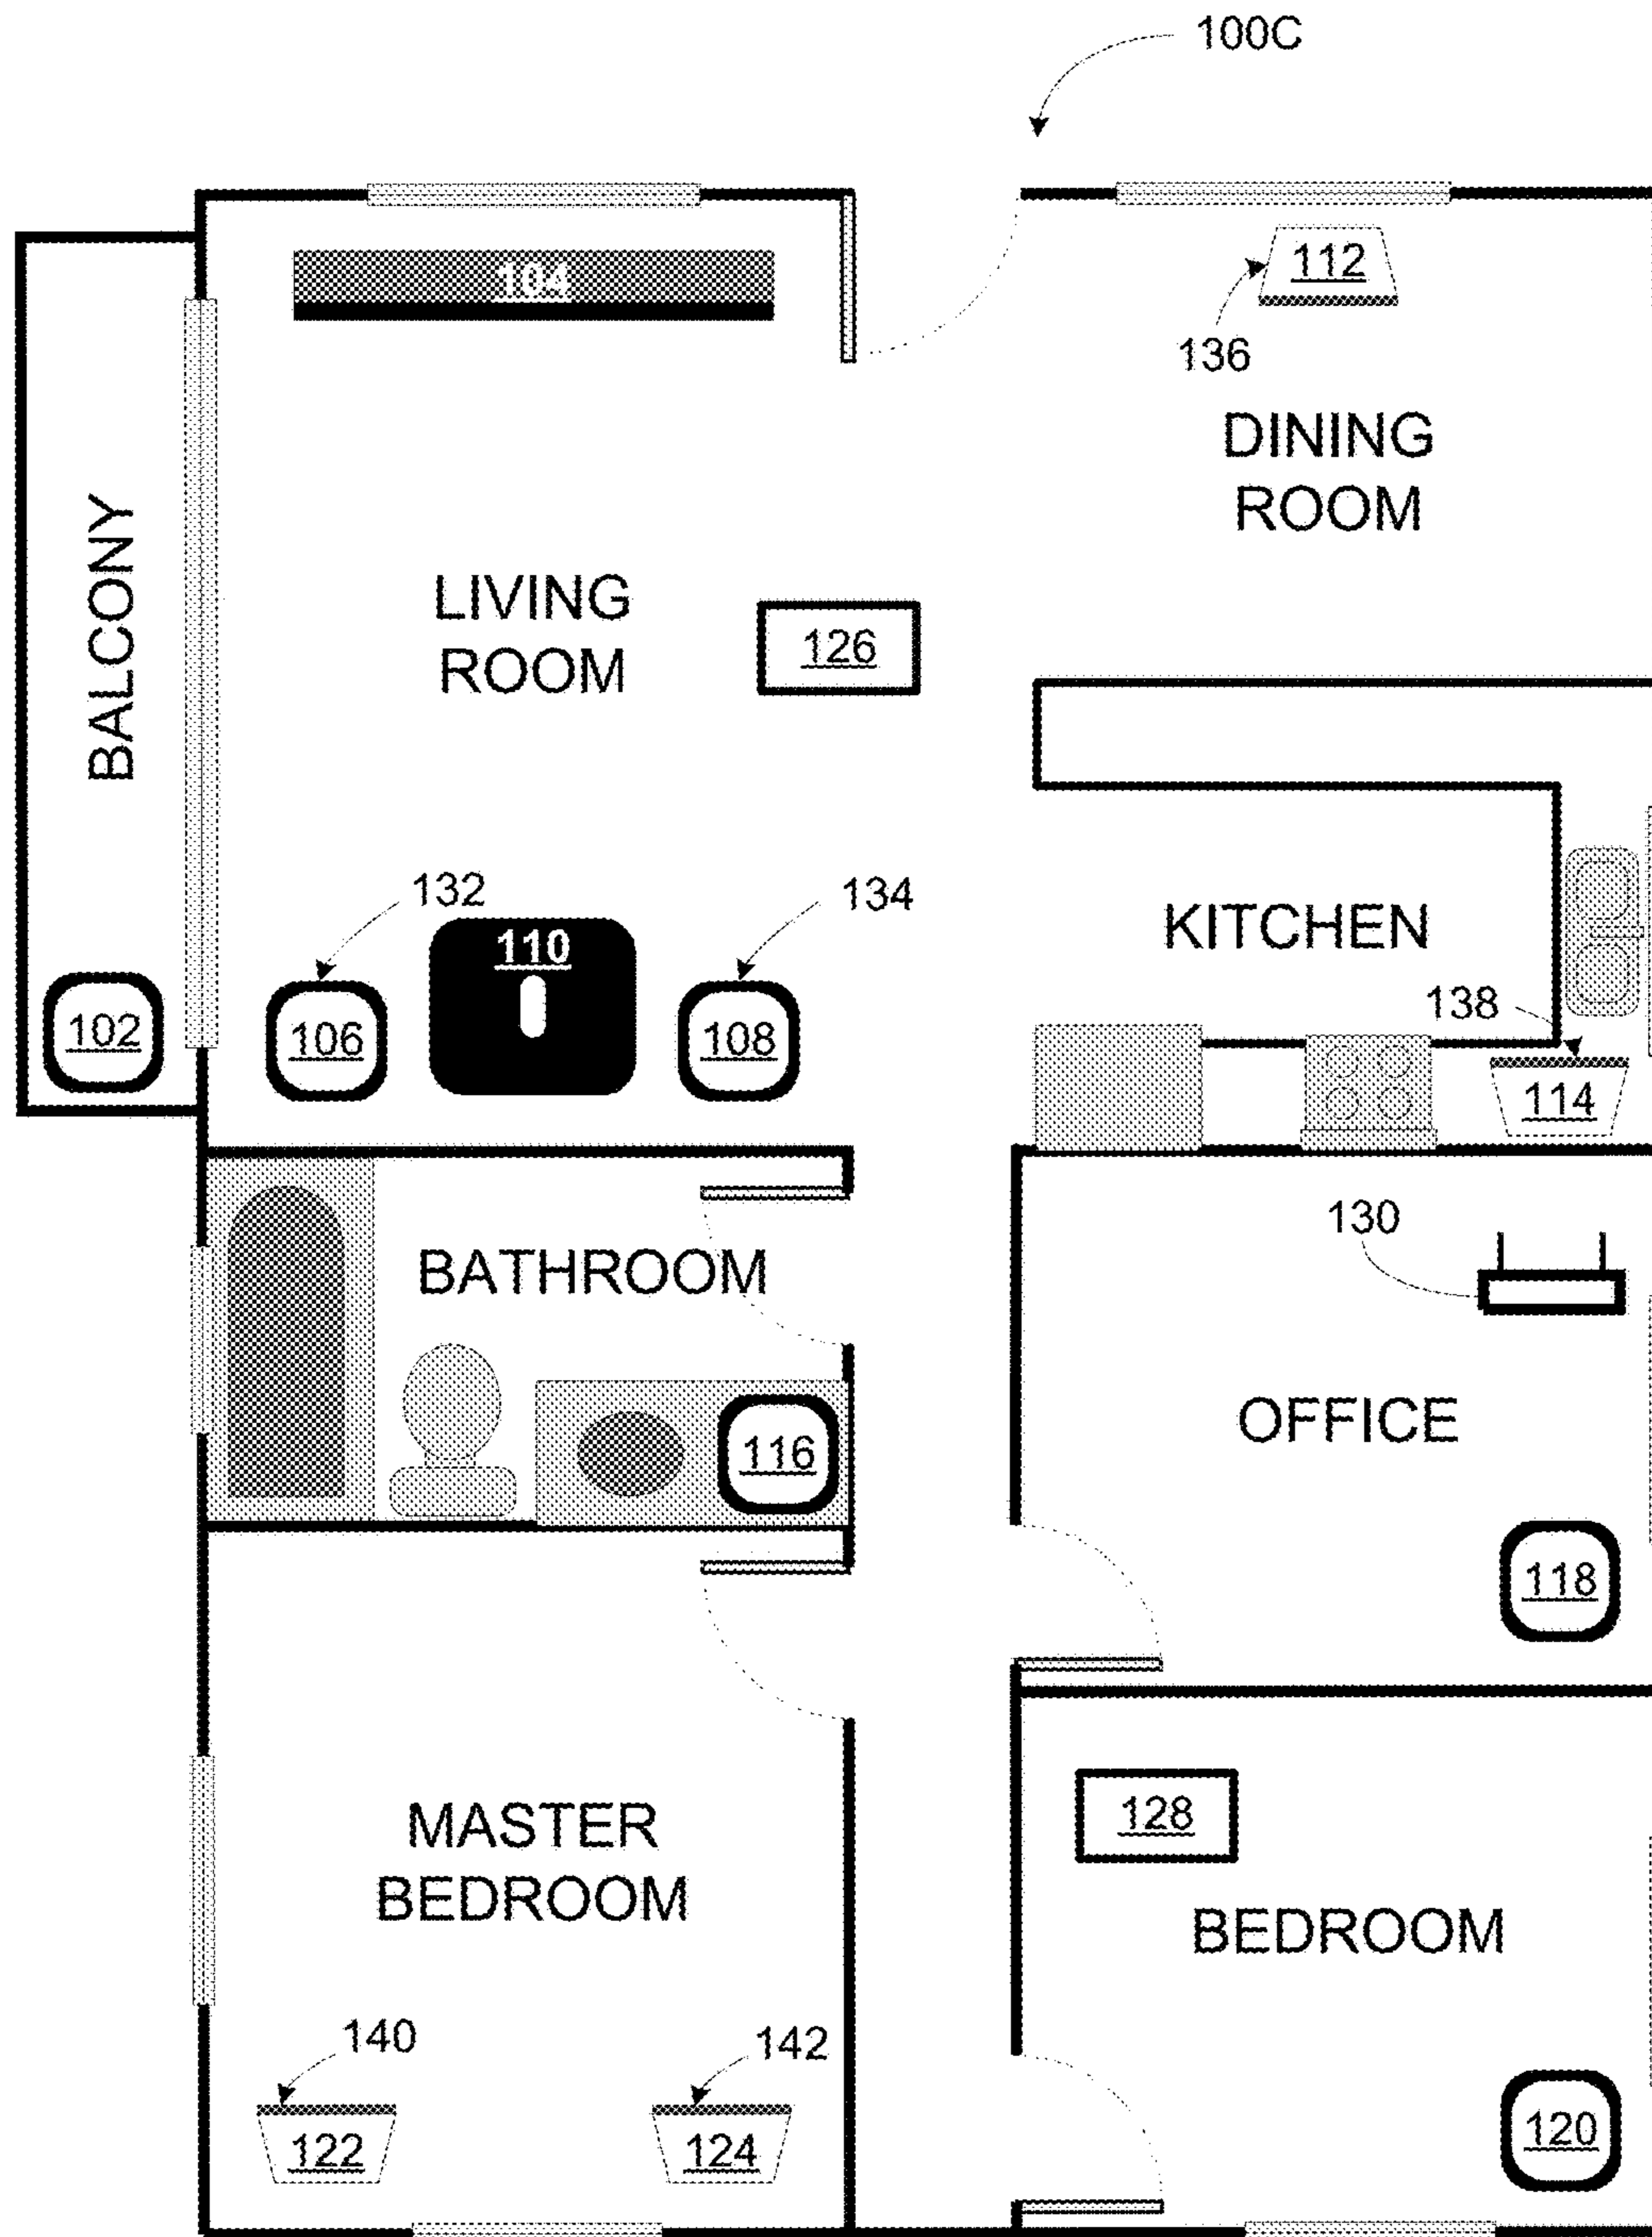 100C
104
112
136
DINING
ROOM
BALCONY
LIVING
ROOM
126
132
110
134
KITCHEN
102
106
108
138
114
130
BATHROOM
OFFICE
116
118
MASTER
BEDROOM
128
BEDROOM
140
142
122
124
120